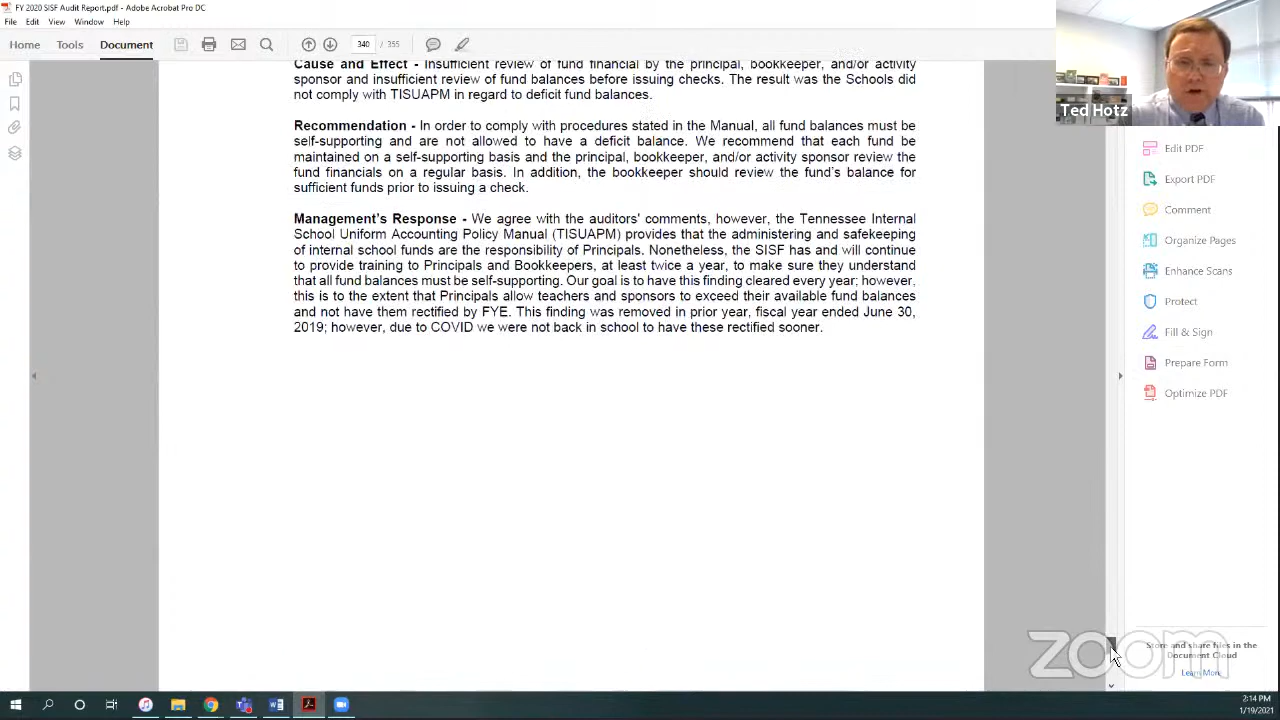 FY 2020 SISF Audit Report.pdf - Adobe Acrobat Pro DC
File Edit View Window Help
Home Tools Document
340 / 355
Ted Hotz
Cause and Effect - Insufficient review of fund financial by the principal, bookkeeper, and/or activity
sponsor and insufficient review of fund balances before issuing checks. The result was the Schools did
not comply with TISUAPM in regard to deficit fund balances.
Recommendation - In order to comply with procedures stated in the Manual, all fund balances must be
self-supporting and are not allowed to have a deficit balance. We recommend that each fund be
maintained on a self-supporting basis and the principal, bookkeeper, and/or activity sponsor review the
fund financials on a regular basis. In addition, the bookkeeper should review the fund's balance for
sufficient funds prior to issuing a check.
Management's Response - We agree with the auditors' comments, however, the Tennessee Internal
School Uniform Accounting Policy Manual (TISUAPM) provides that the administering and safekeeping
of internal school funds are the responsibility of Principals. Nonetheless, the SISF has and will continue
to provide training to Principals and Bookkeepers, at least twice a year, to make sure they understand
that all fund balances must be self-supporting. Our goal is to have this finding cleared every year; however,
this is to the extent that Principals allow teachers and sponsors to exceed their available fund balances
and not have them rectified by FYE. This finding was removed in prior year, fiscal year ended June 30,
2019; however, due to COVID we were not back in school to have these rectified sooner.
Edit PDF
Export PDF
Comment
Organize Pages
Enhance Scans
Protect
Fill & Sign
Prepare Form
Optimize PDF
Store and share files in the
Document Cloud
Learn More
zoom
2:14 PM
1/19/2021